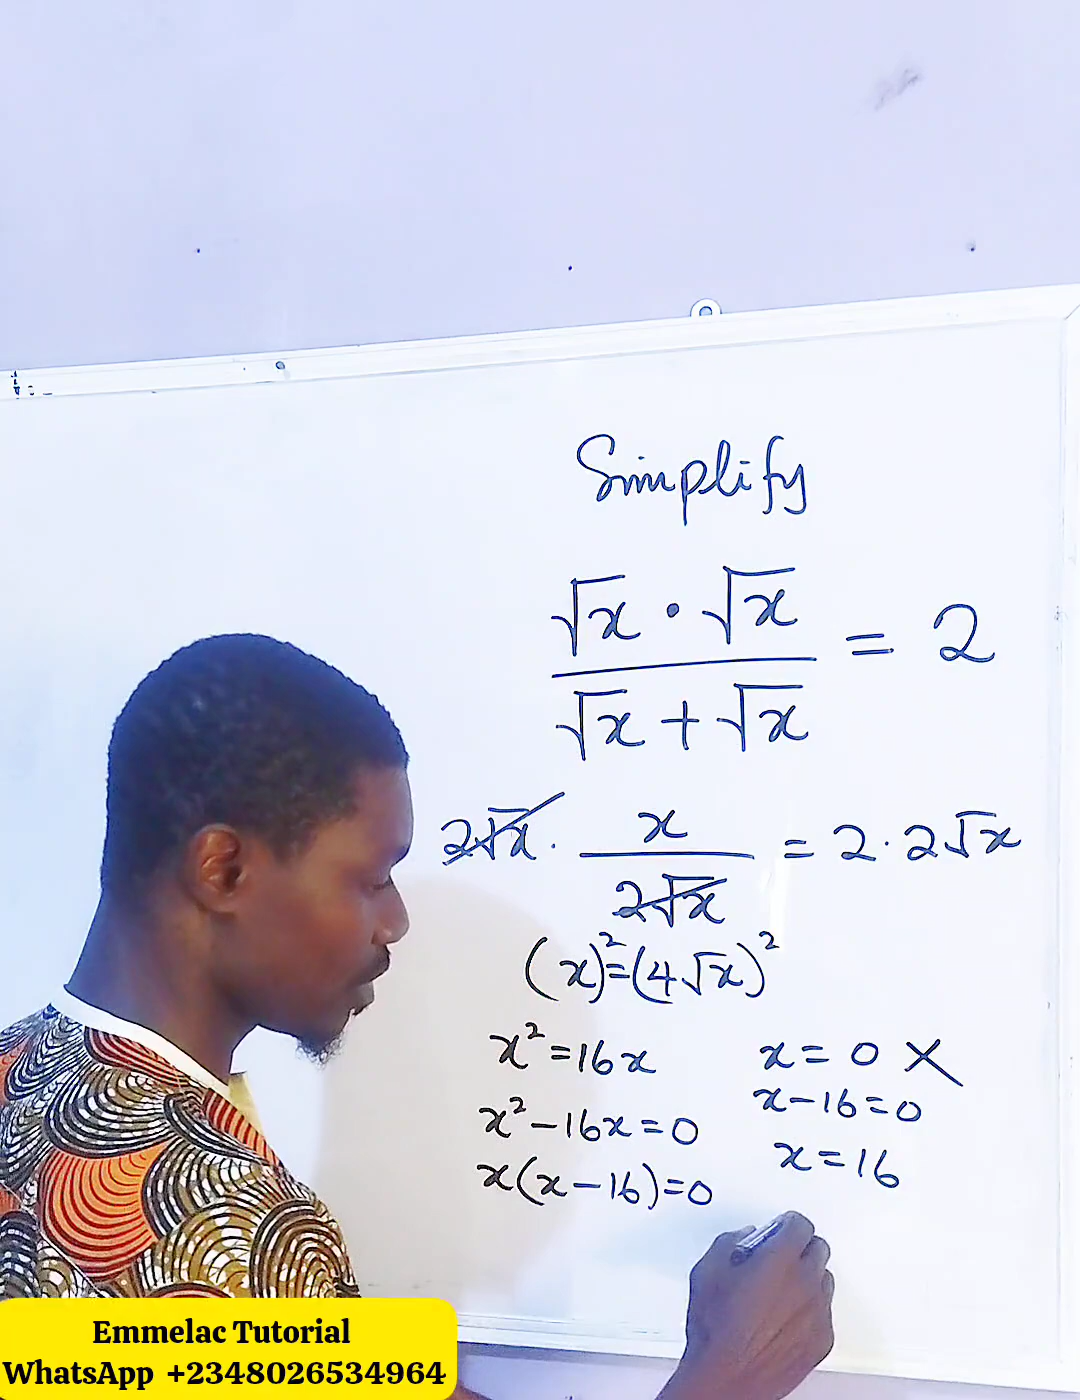 Simplify
√x · √x
―――― = 2
√x + √x
2√x · x/2√x = 2 · 2√x
(x)² = (4√x)²
x² = 16x
x² − 16x = 0
x(x − 16) = 0
x = 0 ✗
x − 16 = 0
x = 16
Emmelac Tutorial
WhatsApp +2348026534964